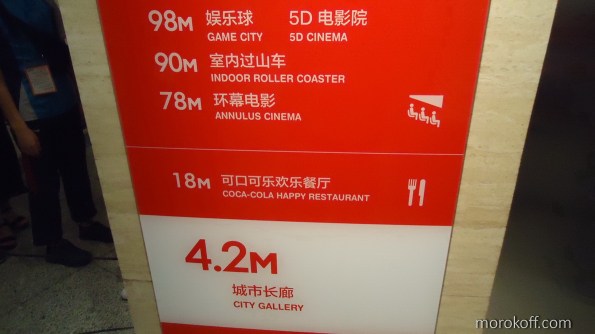 98M 娱乐球 5D 电影院
GAME CITY 5D CINEMA
90M 室内过山车
INDOOR ROLLER COASTER
78M 环幕电影
ANNULUS CINEMA
18M 可口可乐欢乐餐厅
COCA-COLA HAPPY RESTAURANT
4.2M
城市长廊
CITY GALLERY
morokoff.com